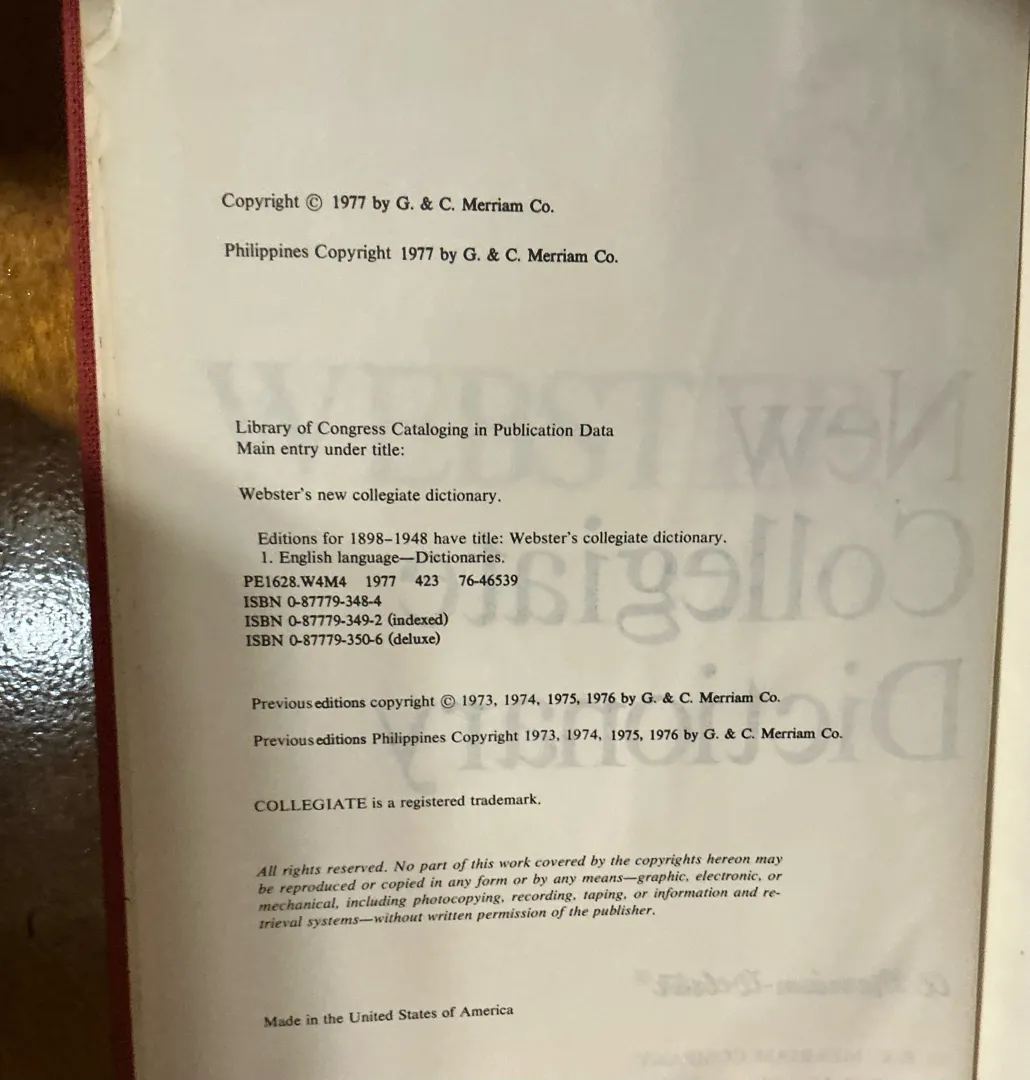 Copyright © 1977 by G. & C. Merriam Co.
Philippines Copyright 1977 by G. & C. Merriam Co.
Library of Congress Cataloging in Publication Data
Main entry under title:
Webster's new collegiate dictionary.
Editions for 1898–1948 have title: Webster's collegiate dictionary.
1. English language—Dictionaries.
PE1628.W4M4 1977 423 76-46539
ISBN 0-87779-348-4
ISBN 0-87779-349-2 (indexed)
ISBN 0-87779-350-6 (deluxe)
Previous editions copyright © 1973, 1974, 1975, 1976 by G. & C. Merriam Co.
Previous editions Philippines Copyright 1973, 1974, 1975, 1976 by G. & C. Merriam Co.
COLLEGIATE is a registered trademark.
All rights reserved. No part of this work covered by the copyrights hereon may
be reproduced or copied in any form or by any means—graphic, electronic, or
mechanical, including photocopying, recording, taping, or information and re-
trieval systems—without written permission of the publisher.
Made in the United States of America